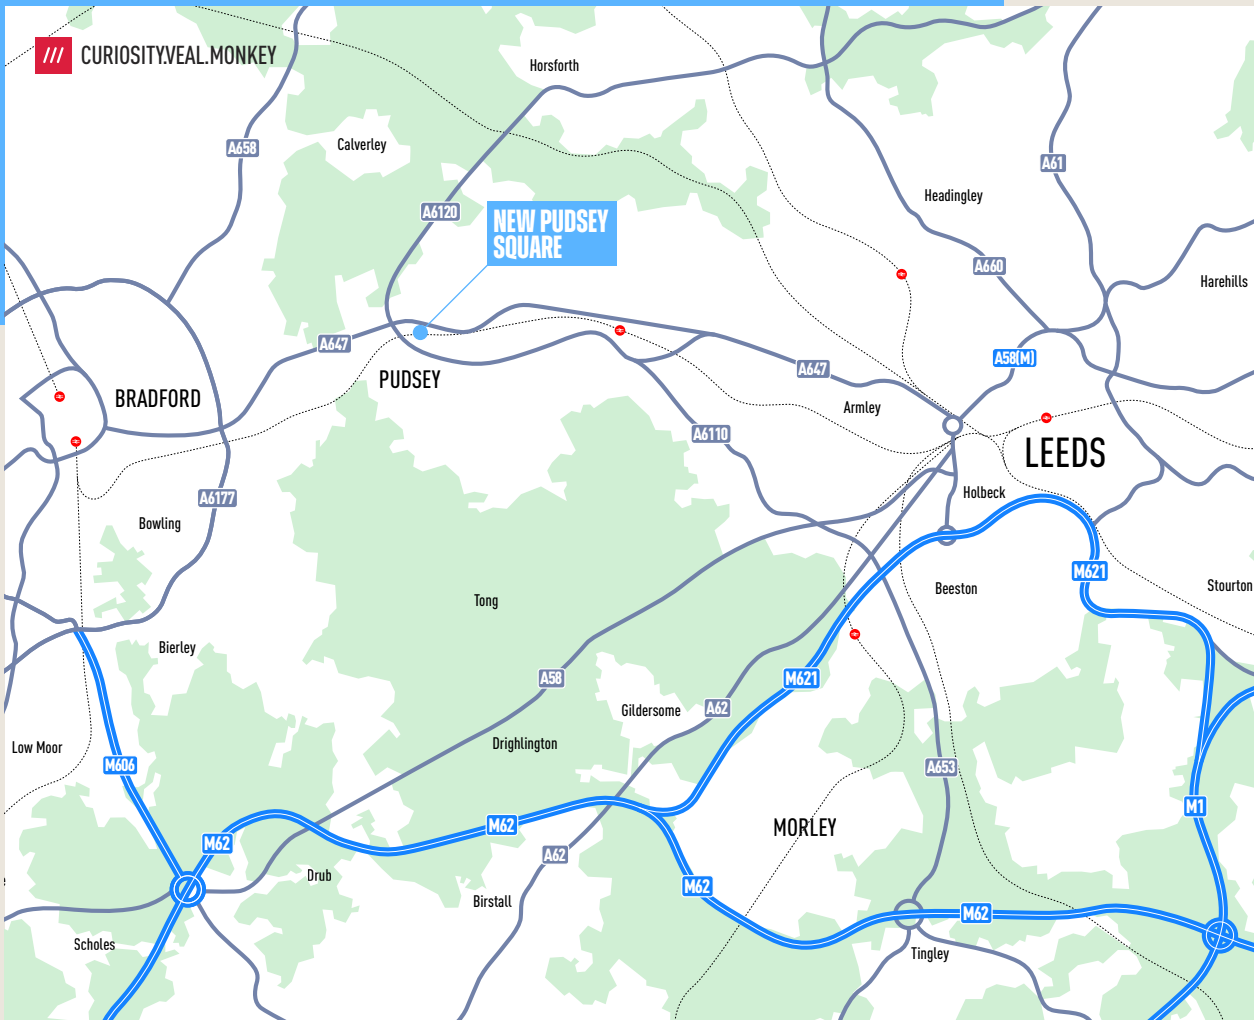 CURIOSITY.VEAL.MONKEY
Horsforth
Calverley
A658
A61
Headingley
A6120
NEW PUDSEY
SQUARE
A660
Harehills
A647
A58(M)
A647
PUDSEY
BRADFORD
Armley
A6110
LEEDS
A6177
Holbeck
Bowling
M621
Beeston
Stourton
Tong
Bierley
A58
M621
Gildersome
A62
Low Moor
Drighlington
M606
A653
M1
M62
M62
MORLEY
A62
Drub
M62
Birstall
M62
Scholes
Tingley